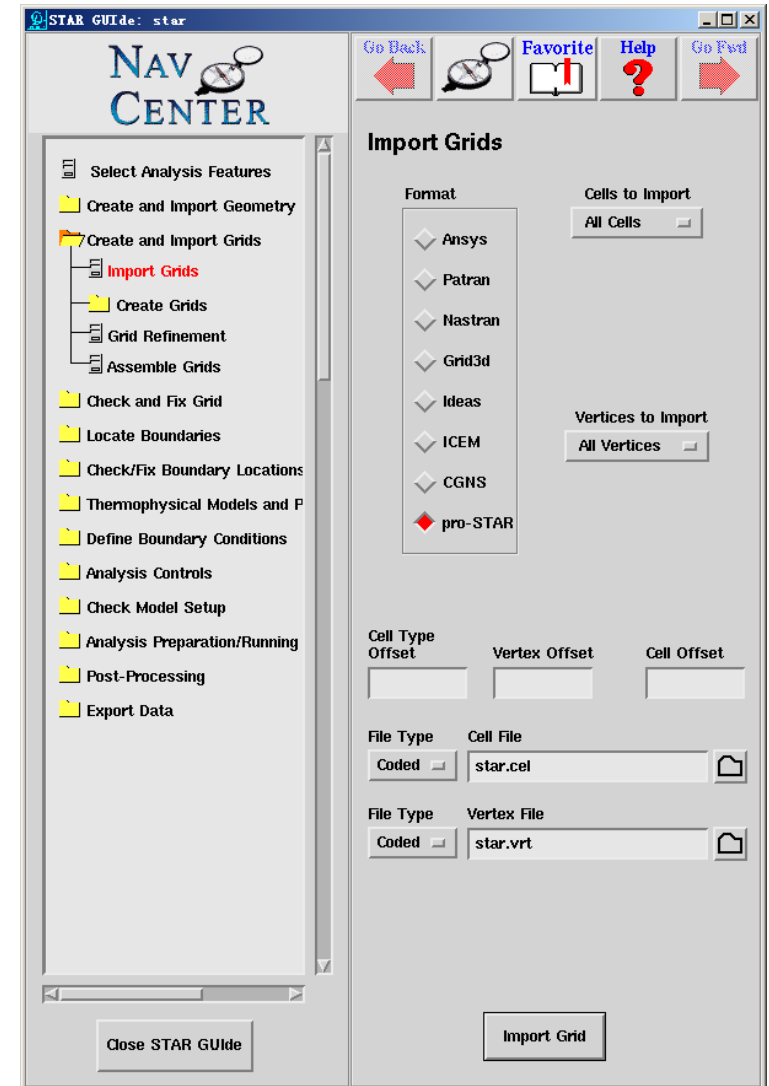 STAR GUIde: star
NAV
CENTER
Select Analysis Features
Create and Import Geometry
Create and Import Grids
Import Grids
Create Grids
Grid Refinement
Assemble Grids
Check and Fix Grid
Locate Boundaries
Check/Fix Boundary Locations
Thermophysical Models and P
Define Boundary Conditions
Analysis Controls
Check Model Setup
Analysis Preparation/Running
Post-Processing
Export Data
Close STAR GUIde
Go Back
Favorite
Help
Go Fwd
Import Grids
Format
Ansys
Patran
Nastran
Grid3d
Ideas
ICEM
CGNS
pro-STAR
Cells to Import
All Cells
Vertices to Import
All Vertices
Cell Type
Offset
Vertex Offset
Cell Offset
File Type
Cell File
Coded
star.cel
File Type
Vertex File
Coded
star.vrt
Import Grid